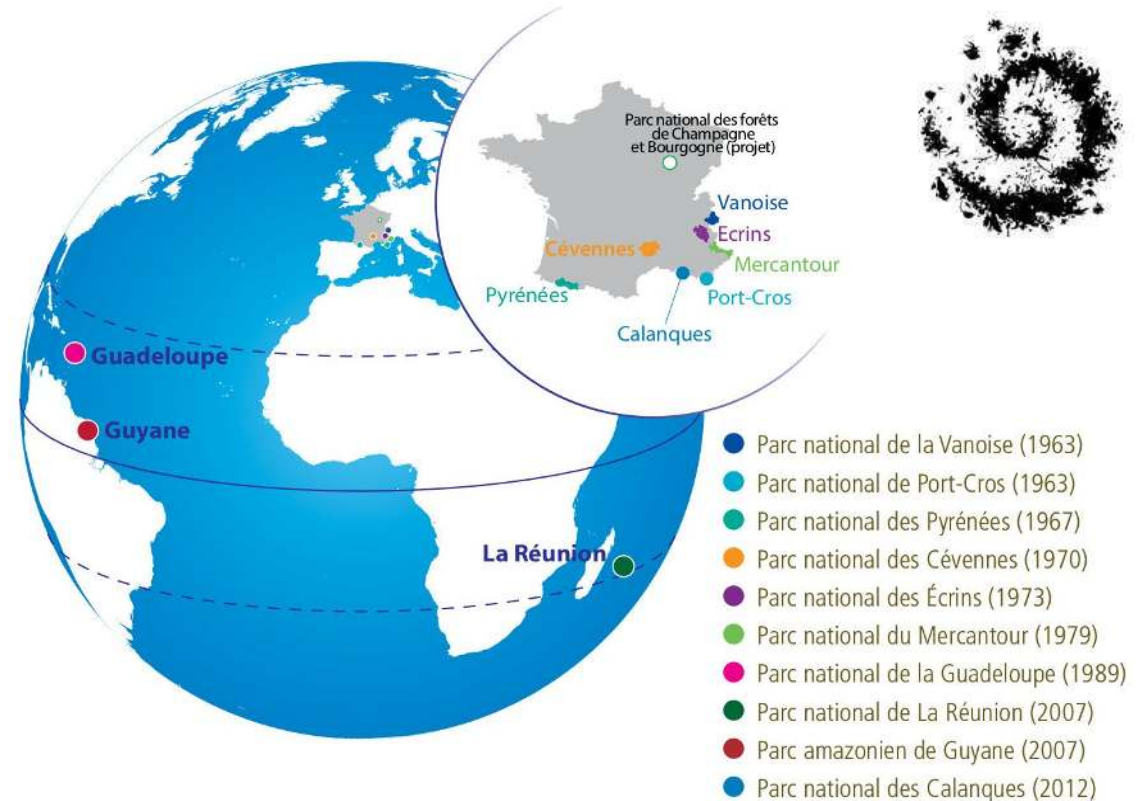 Parc national des forêts
de Champagne
et Bourgogne (projet)
Vanoise
Ecrins
Cévennes
Mercantour
Pyrénées
Port-Cros
Calanques
Guadeloupe
Guyane
La Réunion
Parc national de la Vanoise (1963)
Parc national de Port-Cros (1963)
Parc national des Pyrénées (1967)
Parc national des Cévennes (1970)
Parc national des Écrins (1973)
Parc national du Mercantour (1979)
Parc national de la Guadeloupe (1989)
Parc national de La Réunion (2007)
Parc amazonien de Guyane (2007)
Parc national des Calanques (2012)